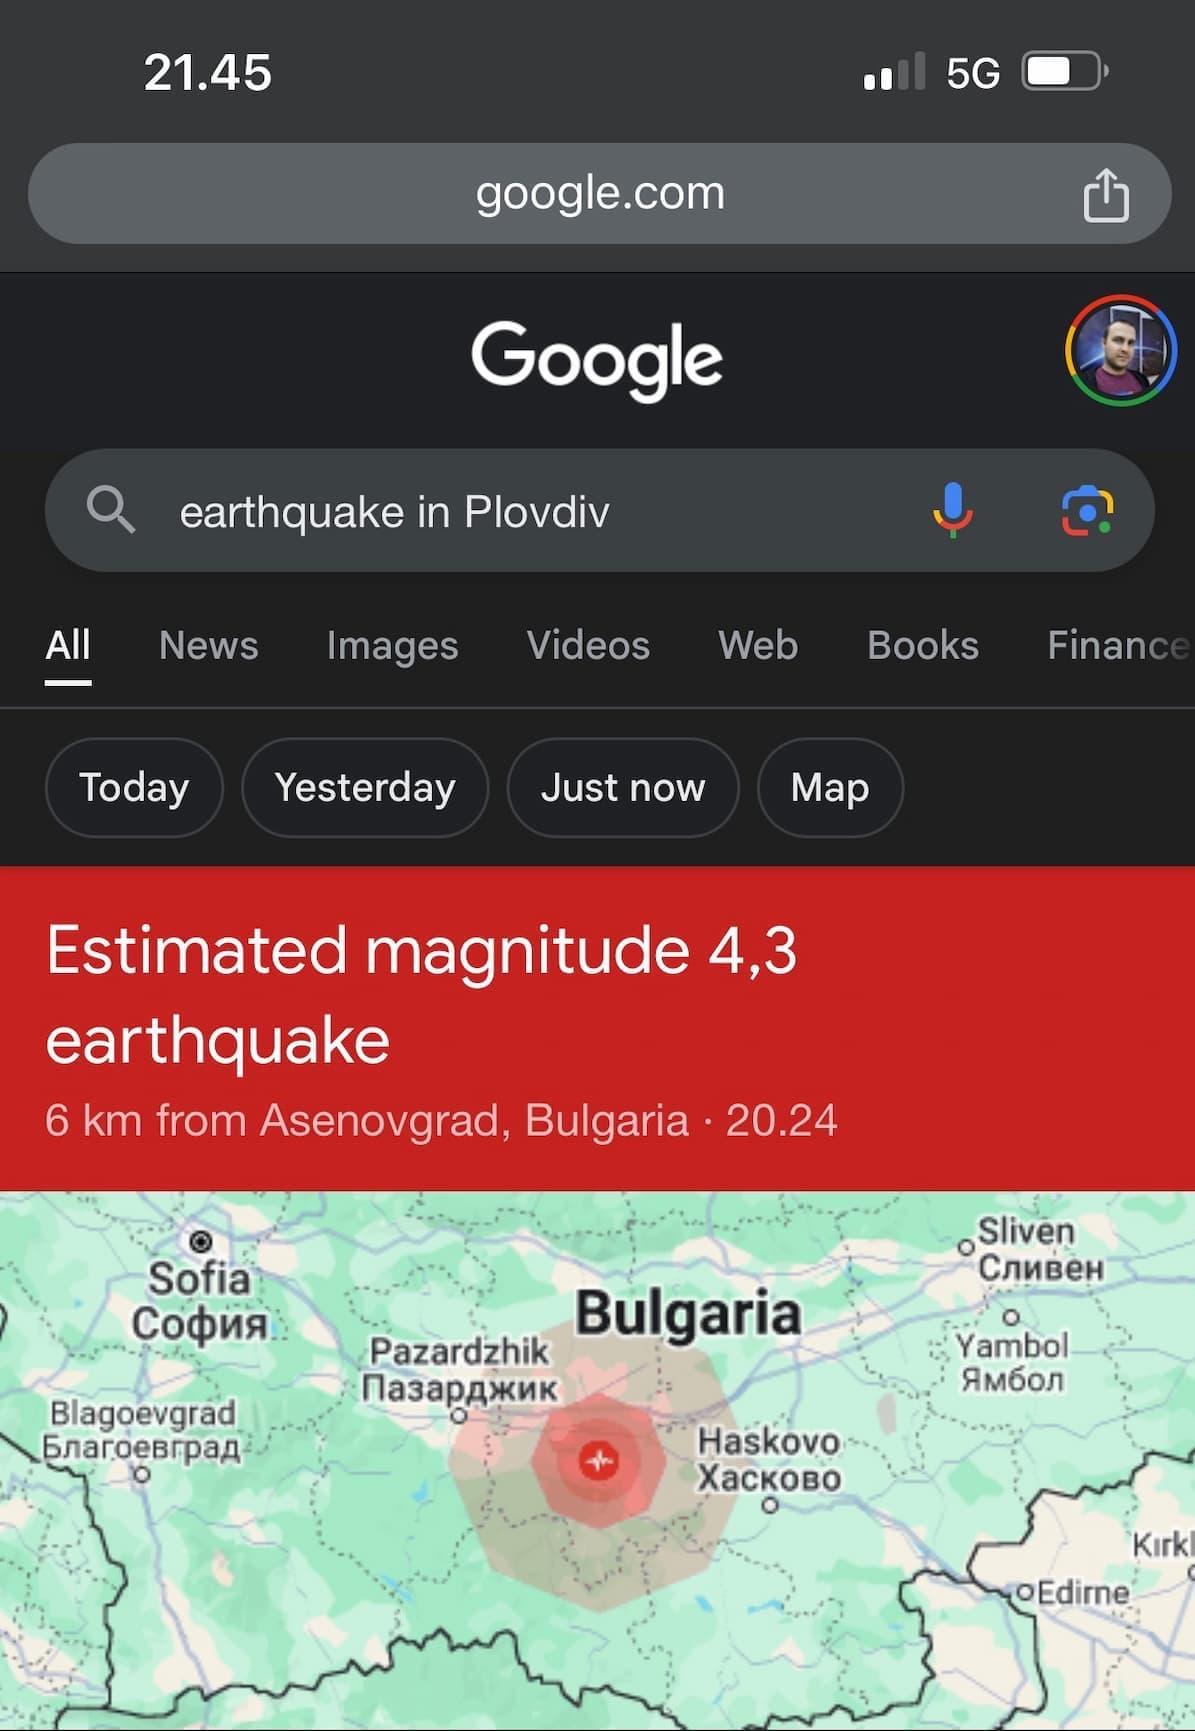 21.45 5G
google.com
Google
earthquake in Plovdiv
All News Images Videos Web Books Finance
Today Yesterday Just now Map
Estimated magnitude 4,3
earthquake
6 km from Asenovgrad, Bulgaria · 20.24
Sofia
София
Sliven
Сливен
Bulgaria
Pazardzhik
Пазарджик
Yambol
Ямбол
Blagoevgrad
Благоевград
Haskovo
Хасково
Kırkl
Edirne